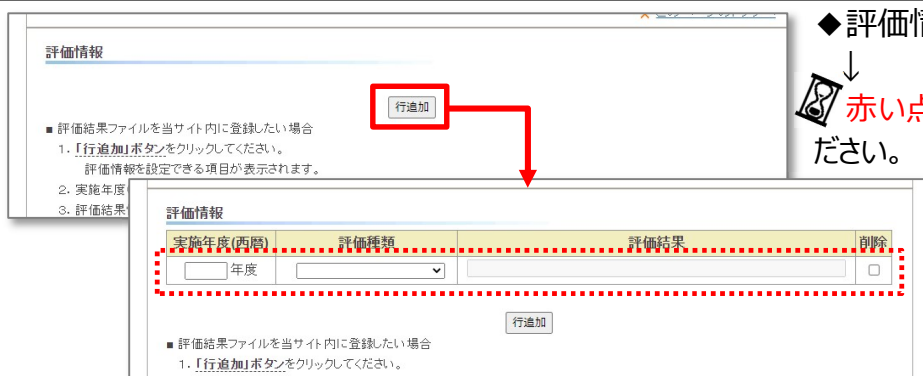 評価情報
行追加
■ 評価結果ファイルを当サイト内に登録したい場合
1.「行追加」ボタンをクリックしてください。
評価情報を設定できる項目が表示されます。
2. 実施年度
3. 評価結果
◆評価情
↓
赤い点
ださい。
評価情報
実施年度(西暦) 評価種類 評価結果 削除
年度
行追加
■ 評価結果ファイルを当サイト内に登録したい場合
1.「行追加」ボタンをクリックしてください。